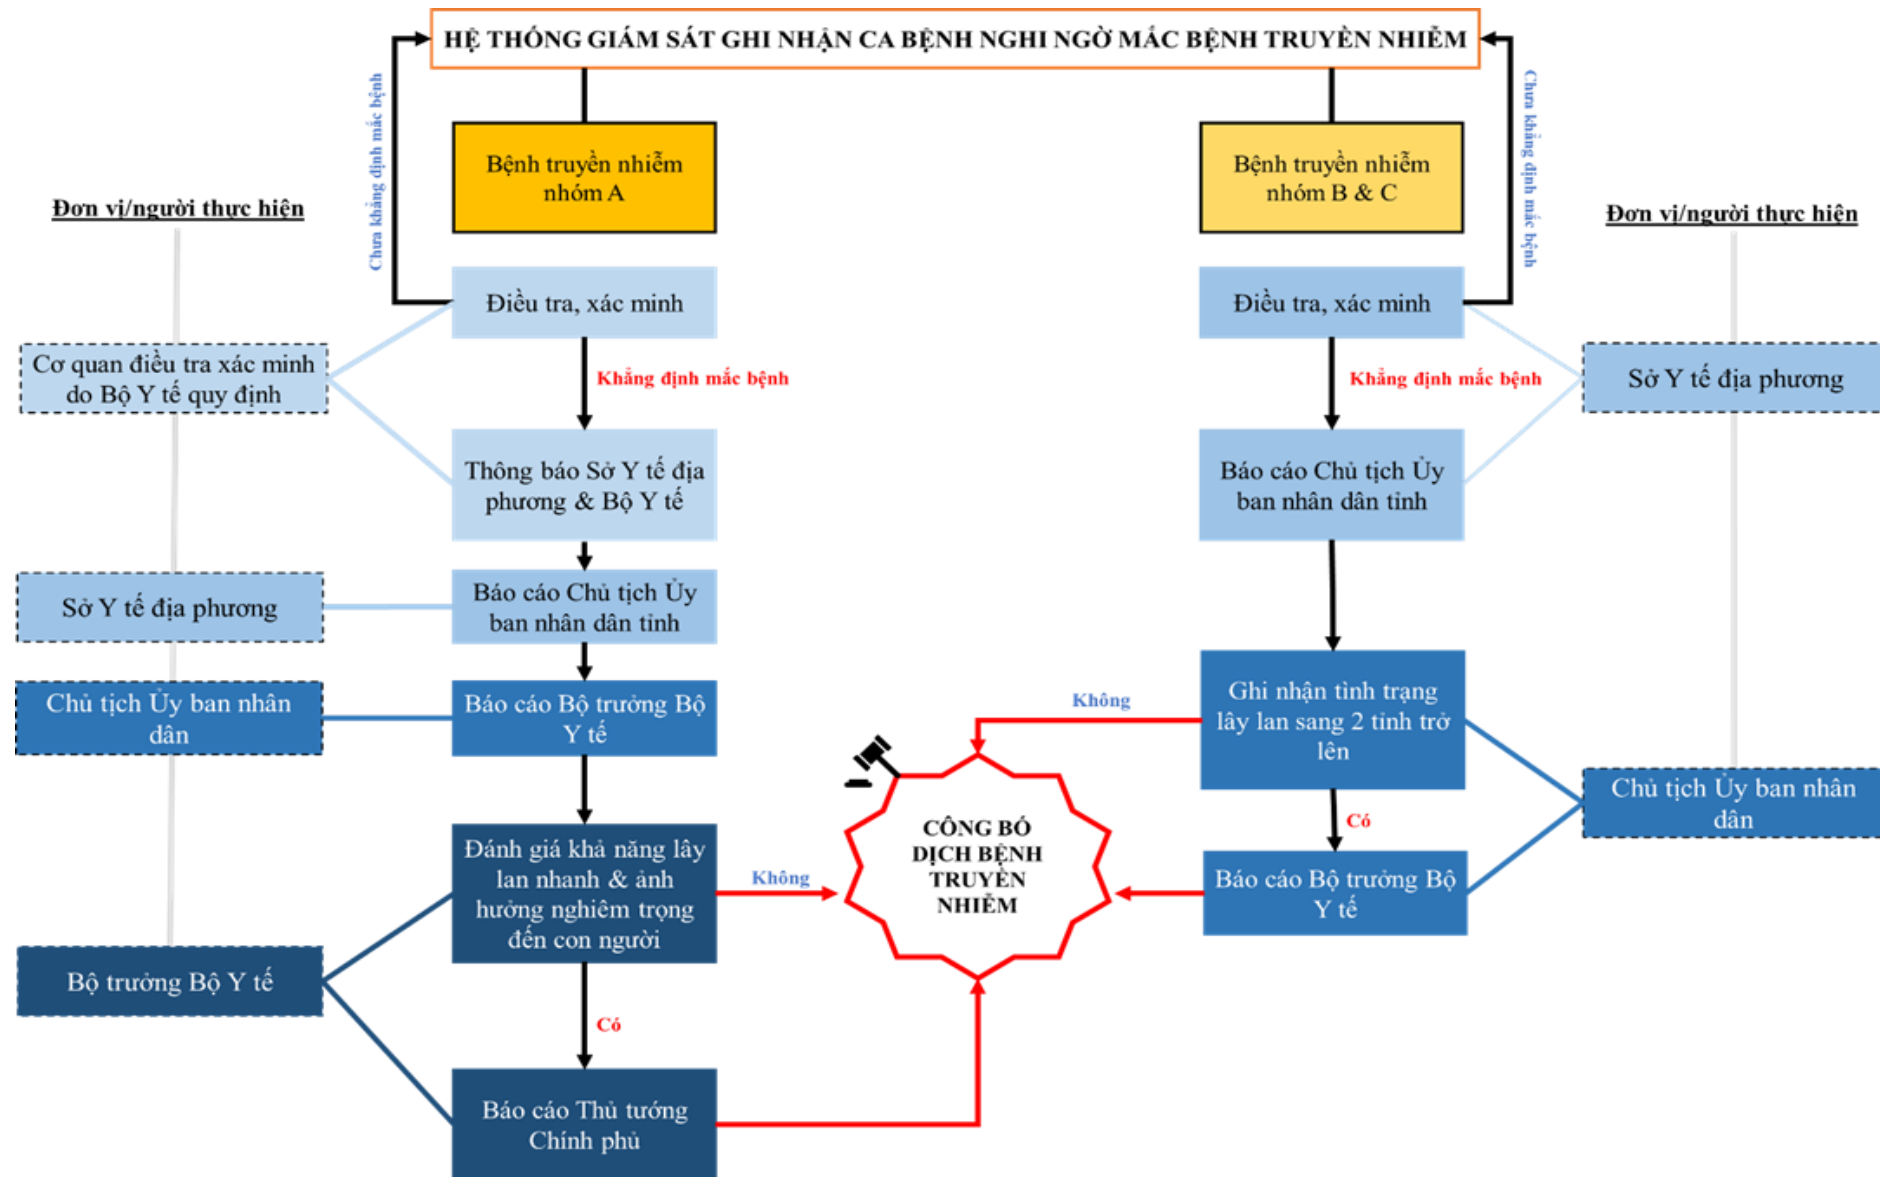 HỆ THỐNG GIÁM SÁT GHI NHẬN CA BỆNH NGHI NGỜ MẮC BỆNH TRUYỀN NHIỄM
Chưa khẳng định mắc bệnh
Bệnh truyền nhiễm
nhóm A
Bệnh truyền nhiễm
nhóm B & C
Chưa khẳng định mắc bệnh
Đơn vị/người thực hiện
Đơn vị/người thực hiện
Điều tra, xác minh
Điều tra, xác minh
Cơ quan điều tra xác minh
do Bộ Y tế quy định
Khẳng định mắc bệnh
Khẳng định mắc bệnh
Sở Y tế địa phương
Thông báo Sở Y tế địa
phương & Bộ Y tế
Báo cáo Chủ tịch Ủy
ban nhân dân tỉnh
Sở Y tế địa phương
Báo cáo Chủ tịch Ủy
ban nhân dân tỉnh
Chủ tịch Ủy ban nhân
dân
Báo cáo Bộ trưởng Bộ
Y tế
Không
Ghi nhận tình trạng
lây lan sang 2 tỉnh trở
lên
Chủ tịch Ủy ban nhân
dân
Có
Đánh giá khả năng lây
lan nhanh & ảnh
hưởng nghiêm trọng
đến con người
Không
CÔNG BỐ
DỊCH BỆNH
TRUYỀN
NHIỄM
Báo cáo Bộ trưởng Bộ
Y tế
Bộ trưởng Bộ Y tế
Có
Báo cáo Thủ tướng
Chính phủ